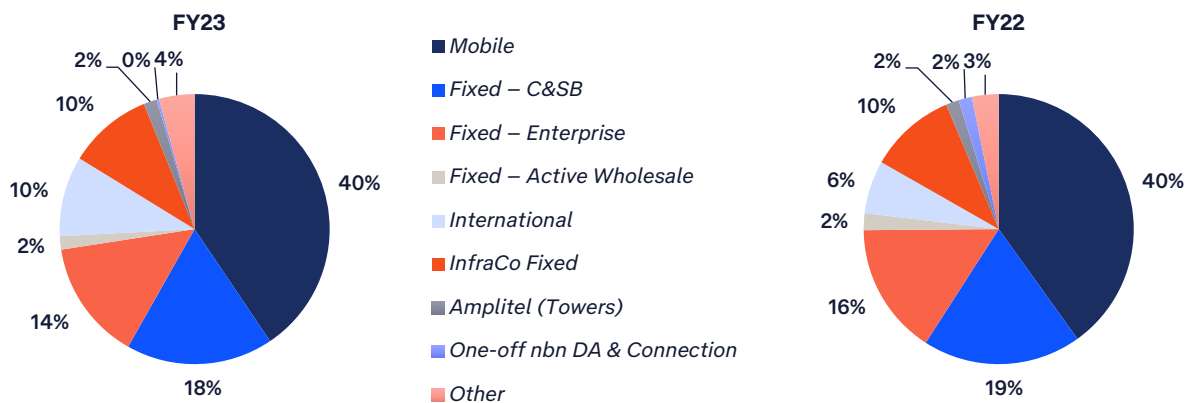 FY23
2%
0%
4%
10%
10%
2%
14%
18%
40%
Mobile
Fixed – C&SB
Fixed – Enterprise
Fixed – Active Wholesale
International
InfraCo Fixed
Amplitel (Towers)
One-off nbn DA & Connection
Other
FY22
2%
2%
3%
10%
6%
2%
16%
19%
40%